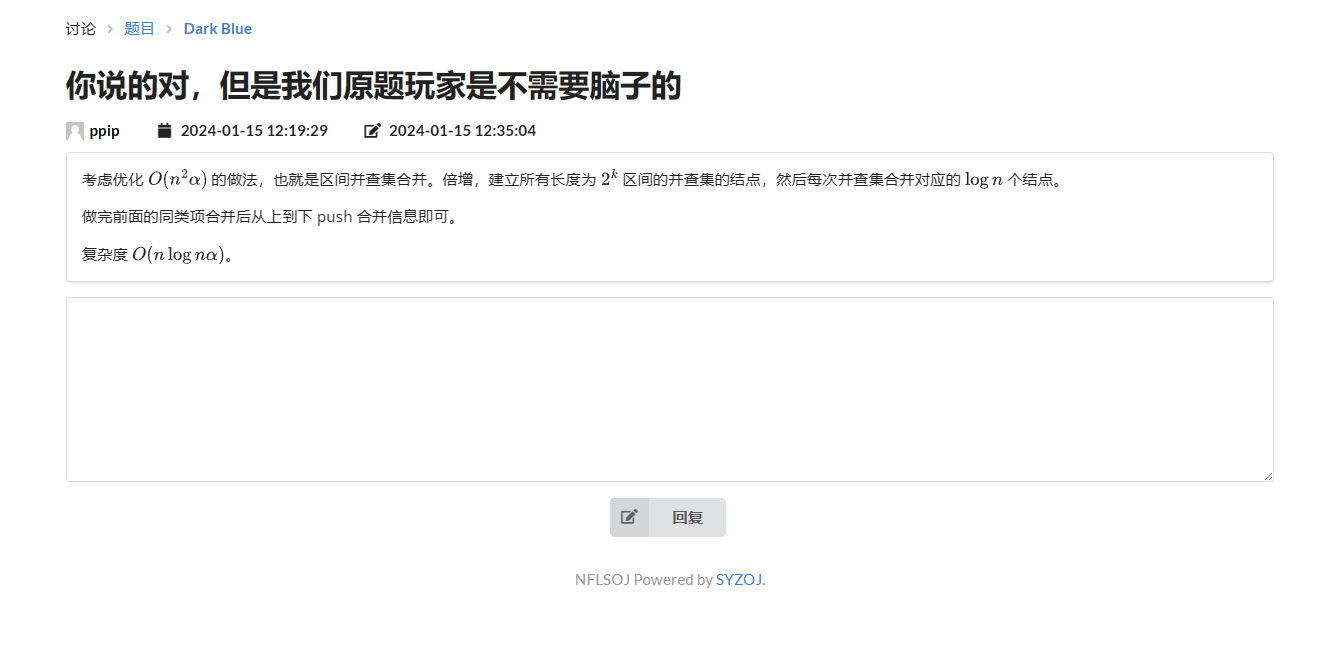 讨论 > 题目 > Dark Blue
你说的对，但是我们原题玩家是不需要脑子的
ppip 2024-01-15 12:19:29 2024-01-15 12:35:04
考虑优化 O(n²α) 的做法，也就是区间并查集合并。倍增，建立所有长度为 2ᵏ 区间的并查集的结点，然后每次并查集合并对应的 log n 个结点。
做完前面的同类项合并后从上到下 push 合并信息即可。
复杂度 O(n log nα)。
回复
NFLSOJ Powered by SYZOJ.